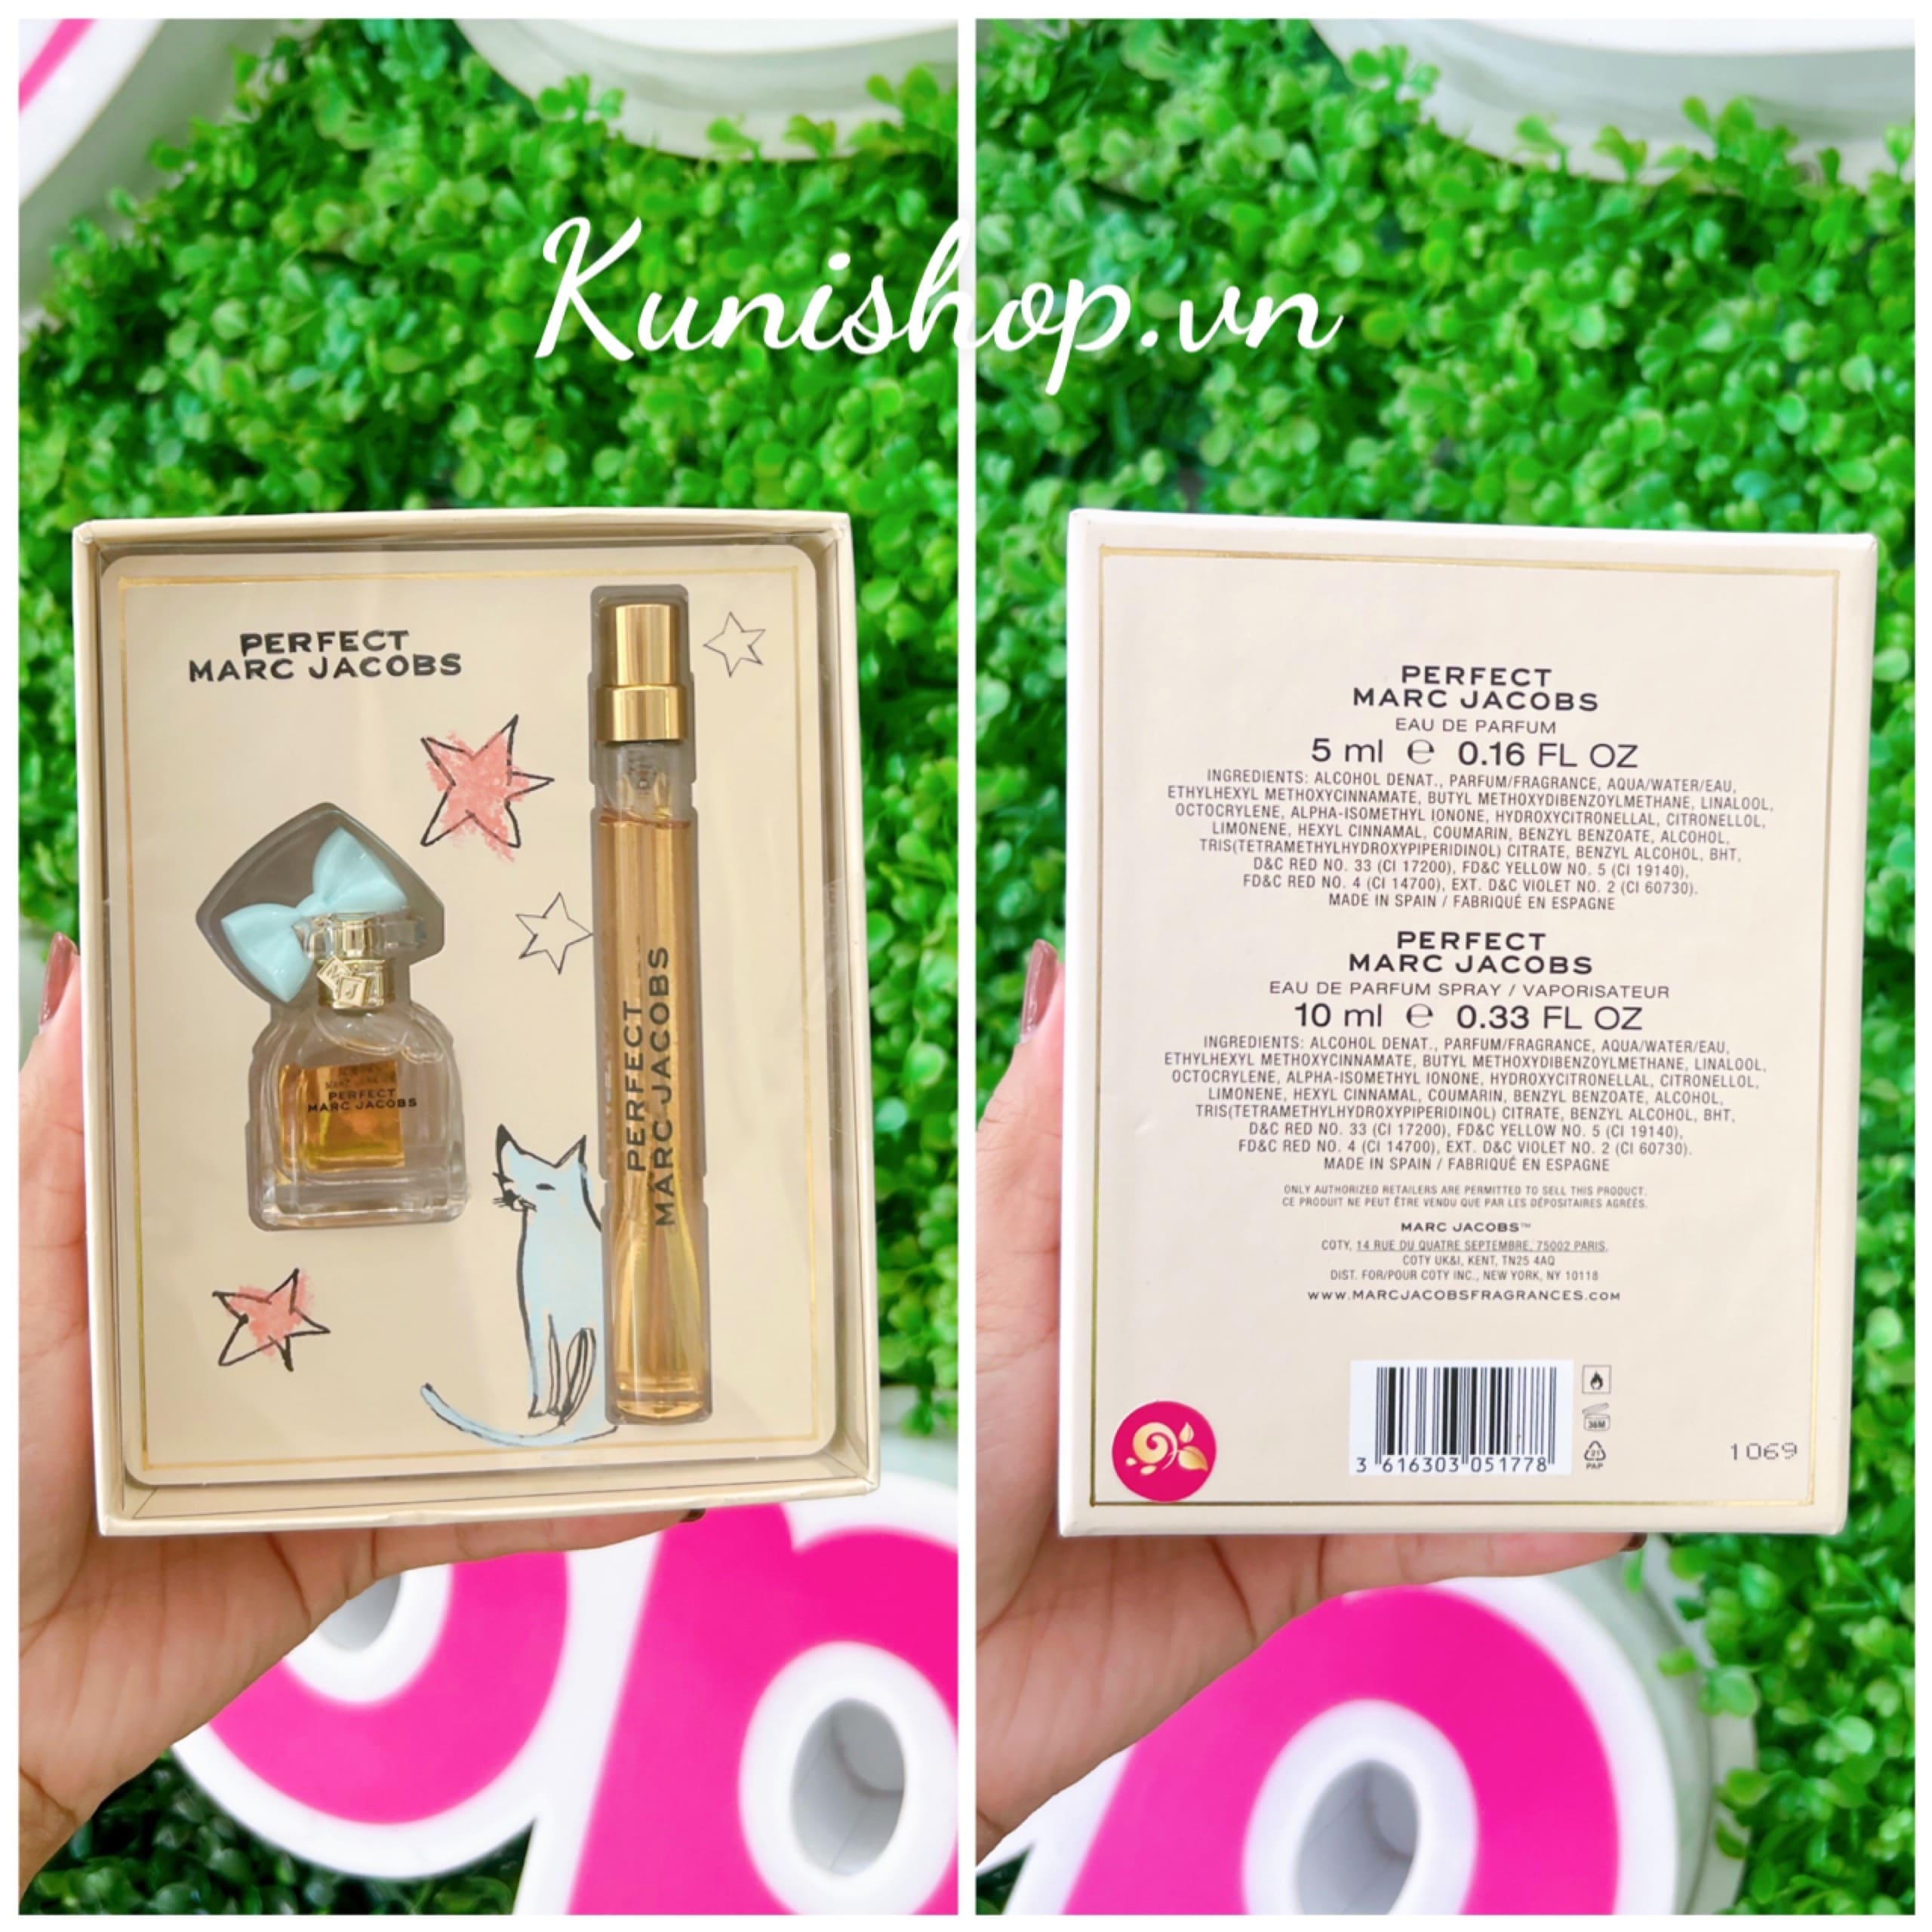 Kunishop.vn
PERFECT
MARC JACOBS
PERFECT
MARC JACOBS
PERFECT
MARC JACOBS
PERFECT
MARC JACOBS
EAU DE PARFUM
5 ml ℮ 0.16 FL OZ
INGREDIENTS: ALCOHOL DENAT., PARFUM/FRAGRANCE, AQUA/WATER/EAU,
ETHYLHEXYL METHOXYCINNAMATE, BUTYL METHOXYDIBENZOYLMETHANE, LINALOOL,
OCTOCRYLENE, ALPHA-ISOMETHYL IONONE, HYDROXYCITRONELLAL, CITRONELLOL,
LIMONENE, HEXYL CINNAMAL, COUMARIN, BENZYL BENZOATE, ALCOHOL,
TRIS(TETRAMETHYLHYDROXYPIPERIDINOL) CITRATE, BENZYL ALCOHOL, BHT,
D&C RED NO. 33 (CI 17200), FD&C YELLOW NO. 5 (CI 19140),
FD&C RED NO. 4 (CI 14700), EXT. D&C VIOLET NO. 2 (CI 60730).
MADE IN SPAIN / FABRIQUÉ EN ESPAGNE
PERFECT
MARC JACOBS
EAU DE PARFUM SPRAY / VAPORISATEUR
10 ml ℮ 0.33 FL OZ
INGREDIENTS: ALCOHOL DENAT., PARFUM/FRAGRANCE, AQUA/WATER/EAU,
ETHYLHEXYL METHOXYCINNAMATE, BUTYL METHOXYDIBENZOYLMETHANE, LINALOOL,
OCTOCRYLENE, ALPHA-ISOMETHYL IONONE, HYDROXYCITRONELLAL, CITRONELLOL,
LIMONENE, HEXYL CINNAMAL, COUMARIN, BENZYL BENZOATE, ALCOHOL,
TRIS(TETRAMETHYLHYDROXYPIPERIDINOL) CITRATE, BENZYL ALCOHOL, BHT,
D&C RED NO. 33 (CI 17200), FD&C YELLOW NO. 5 (CI 19140),
FD&C RED NO. 4 (CI 14700), EXT. D&C VIOLET NO. 2 (CI 60730).
MADE IN SPAIN / FABRIQUÉ EN ESPAGNE
ONLY AUTHORIZED RETAILERS ARE PERMITTED TO SELL THIS PRODUCT.
CE PRODUIT NE PEUT ÊTRE VENDU QUE PAR LES DÉPOSITAIRES AGRÉÉS.
MARC JACOBS™
COTY, 14 RUE DU QUATRE SEPTEMBRE, 75002 PARIS,
COTY UK&I, KENT, TN25 4AQ
DIST. FOR/POUR COTY INC., NEW YORK, NY 10118
WWW.MARCJACOBSFRAGRANCES.COM
3 616303 051778
36M
21
PAP
1069